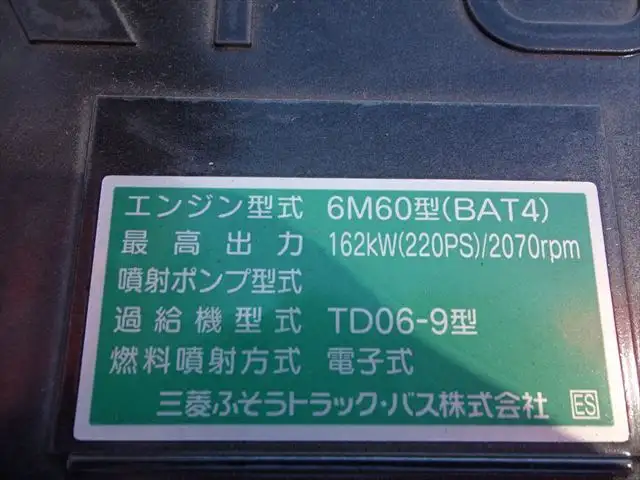 エンジン型式 6M60型(BAT4)
最高出力 162kW(220PS)/2070rpm
噴射ポンプ型式
過給機型式 TD06-9型
燃料噴射方式 電子式
三菱ふそうトラック・バス株式会社 ES